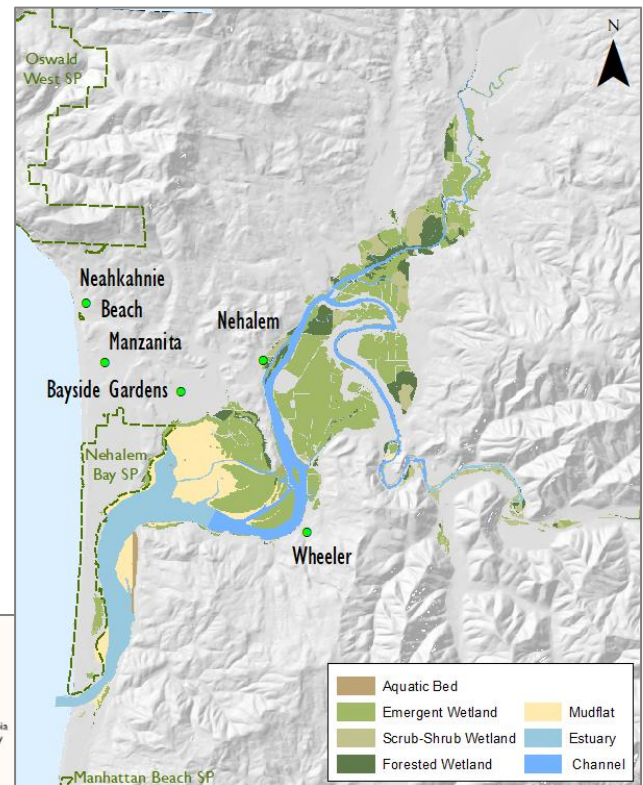 Oswald
West SP
N
Neahkahnie
Beach
Manzanita
Nehalem
Bayside Gardens
Nehalem
Bay SP
Wheeler
Manhattan Beach SP
Aquatic Bed
Emergent Wetland
Scrub-Shrub Wetland
Forested Wetland
Mudflat
Estuary
Channel